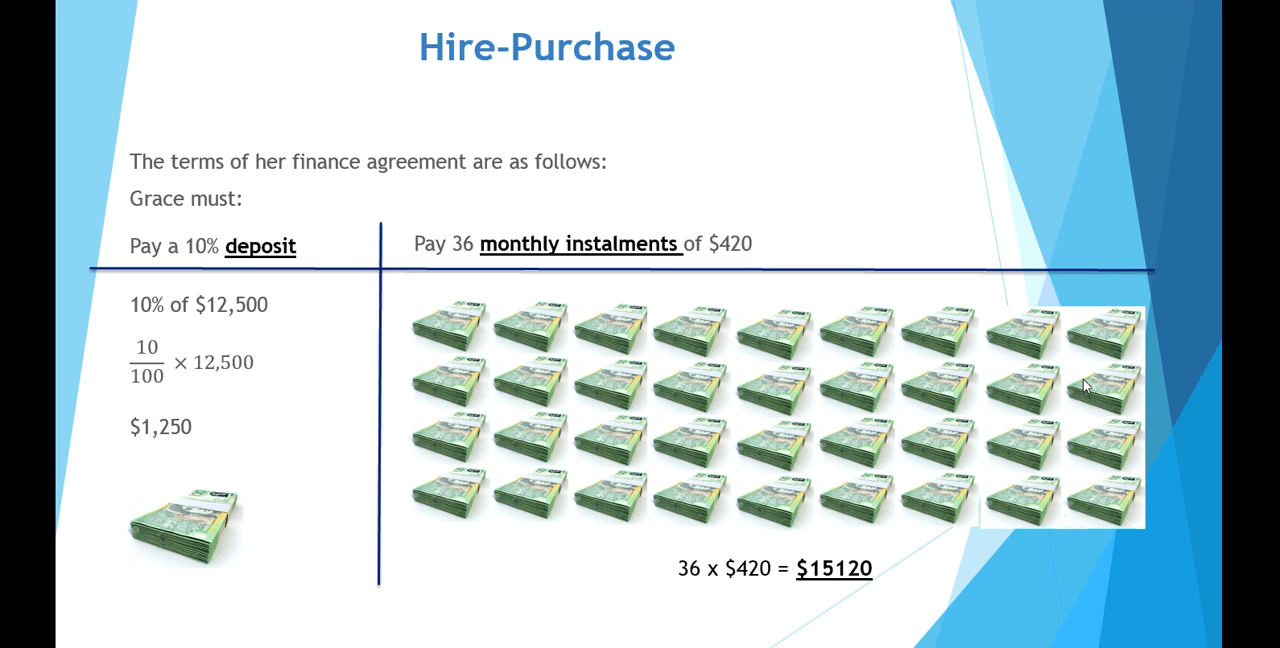 Hire-Purchase
The terms of her finance agreement are as follows:
Grace must:
Pay a 10% deposit
Pay 36 monthly instalments of $420
10% of $12,500
10
100
× 12,500
$1,250
36 x $420 = $15120